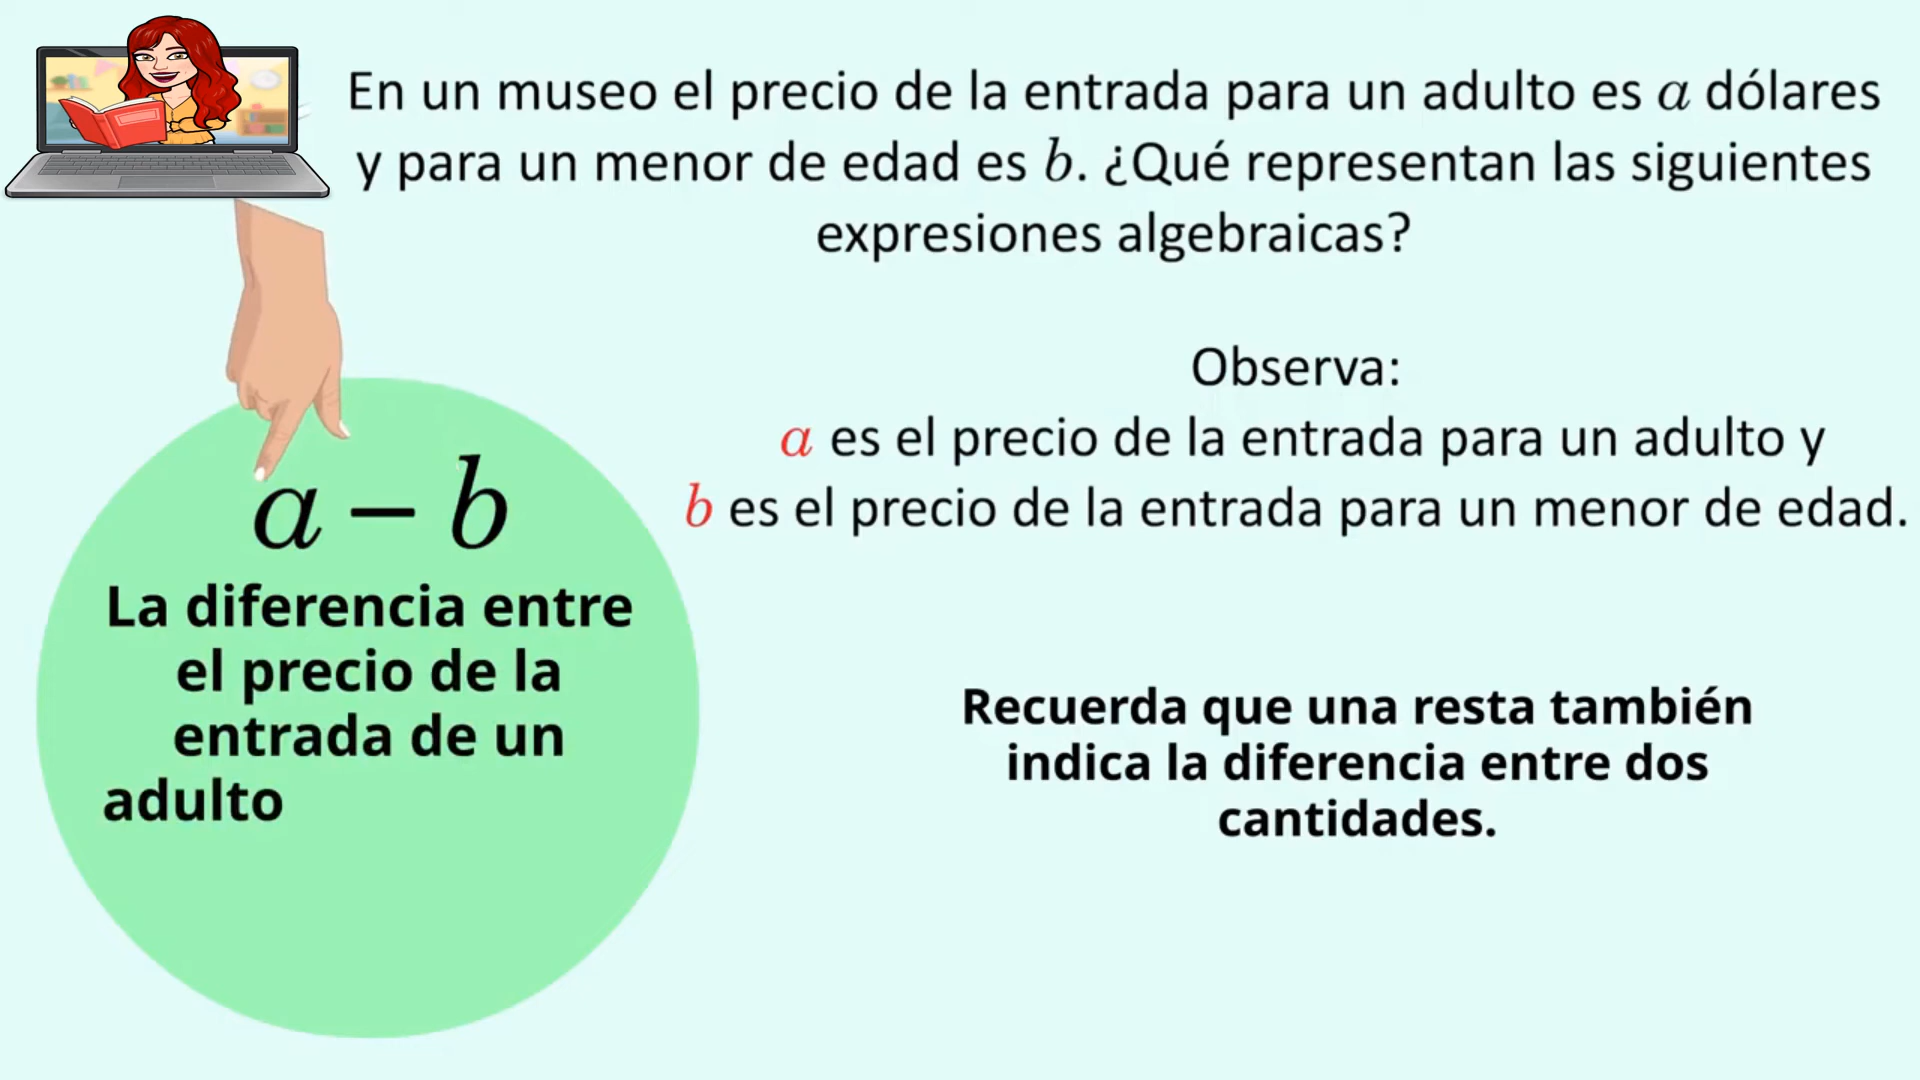 En un museo el precio de la entrada para un adulto es a dólares
y para un menor de edad es b. ¿Qué representan las siguientes
expresiones algebraicas?
Observa:
a es el precio de la entrada para un adulto y
b es el precio de la entrada para un menor de edad.
a – b
La diferencia entre
el precio de la
entrada de un
adulto
Recuerda que una resta también
indica la diferencia entre dos
cantidades.